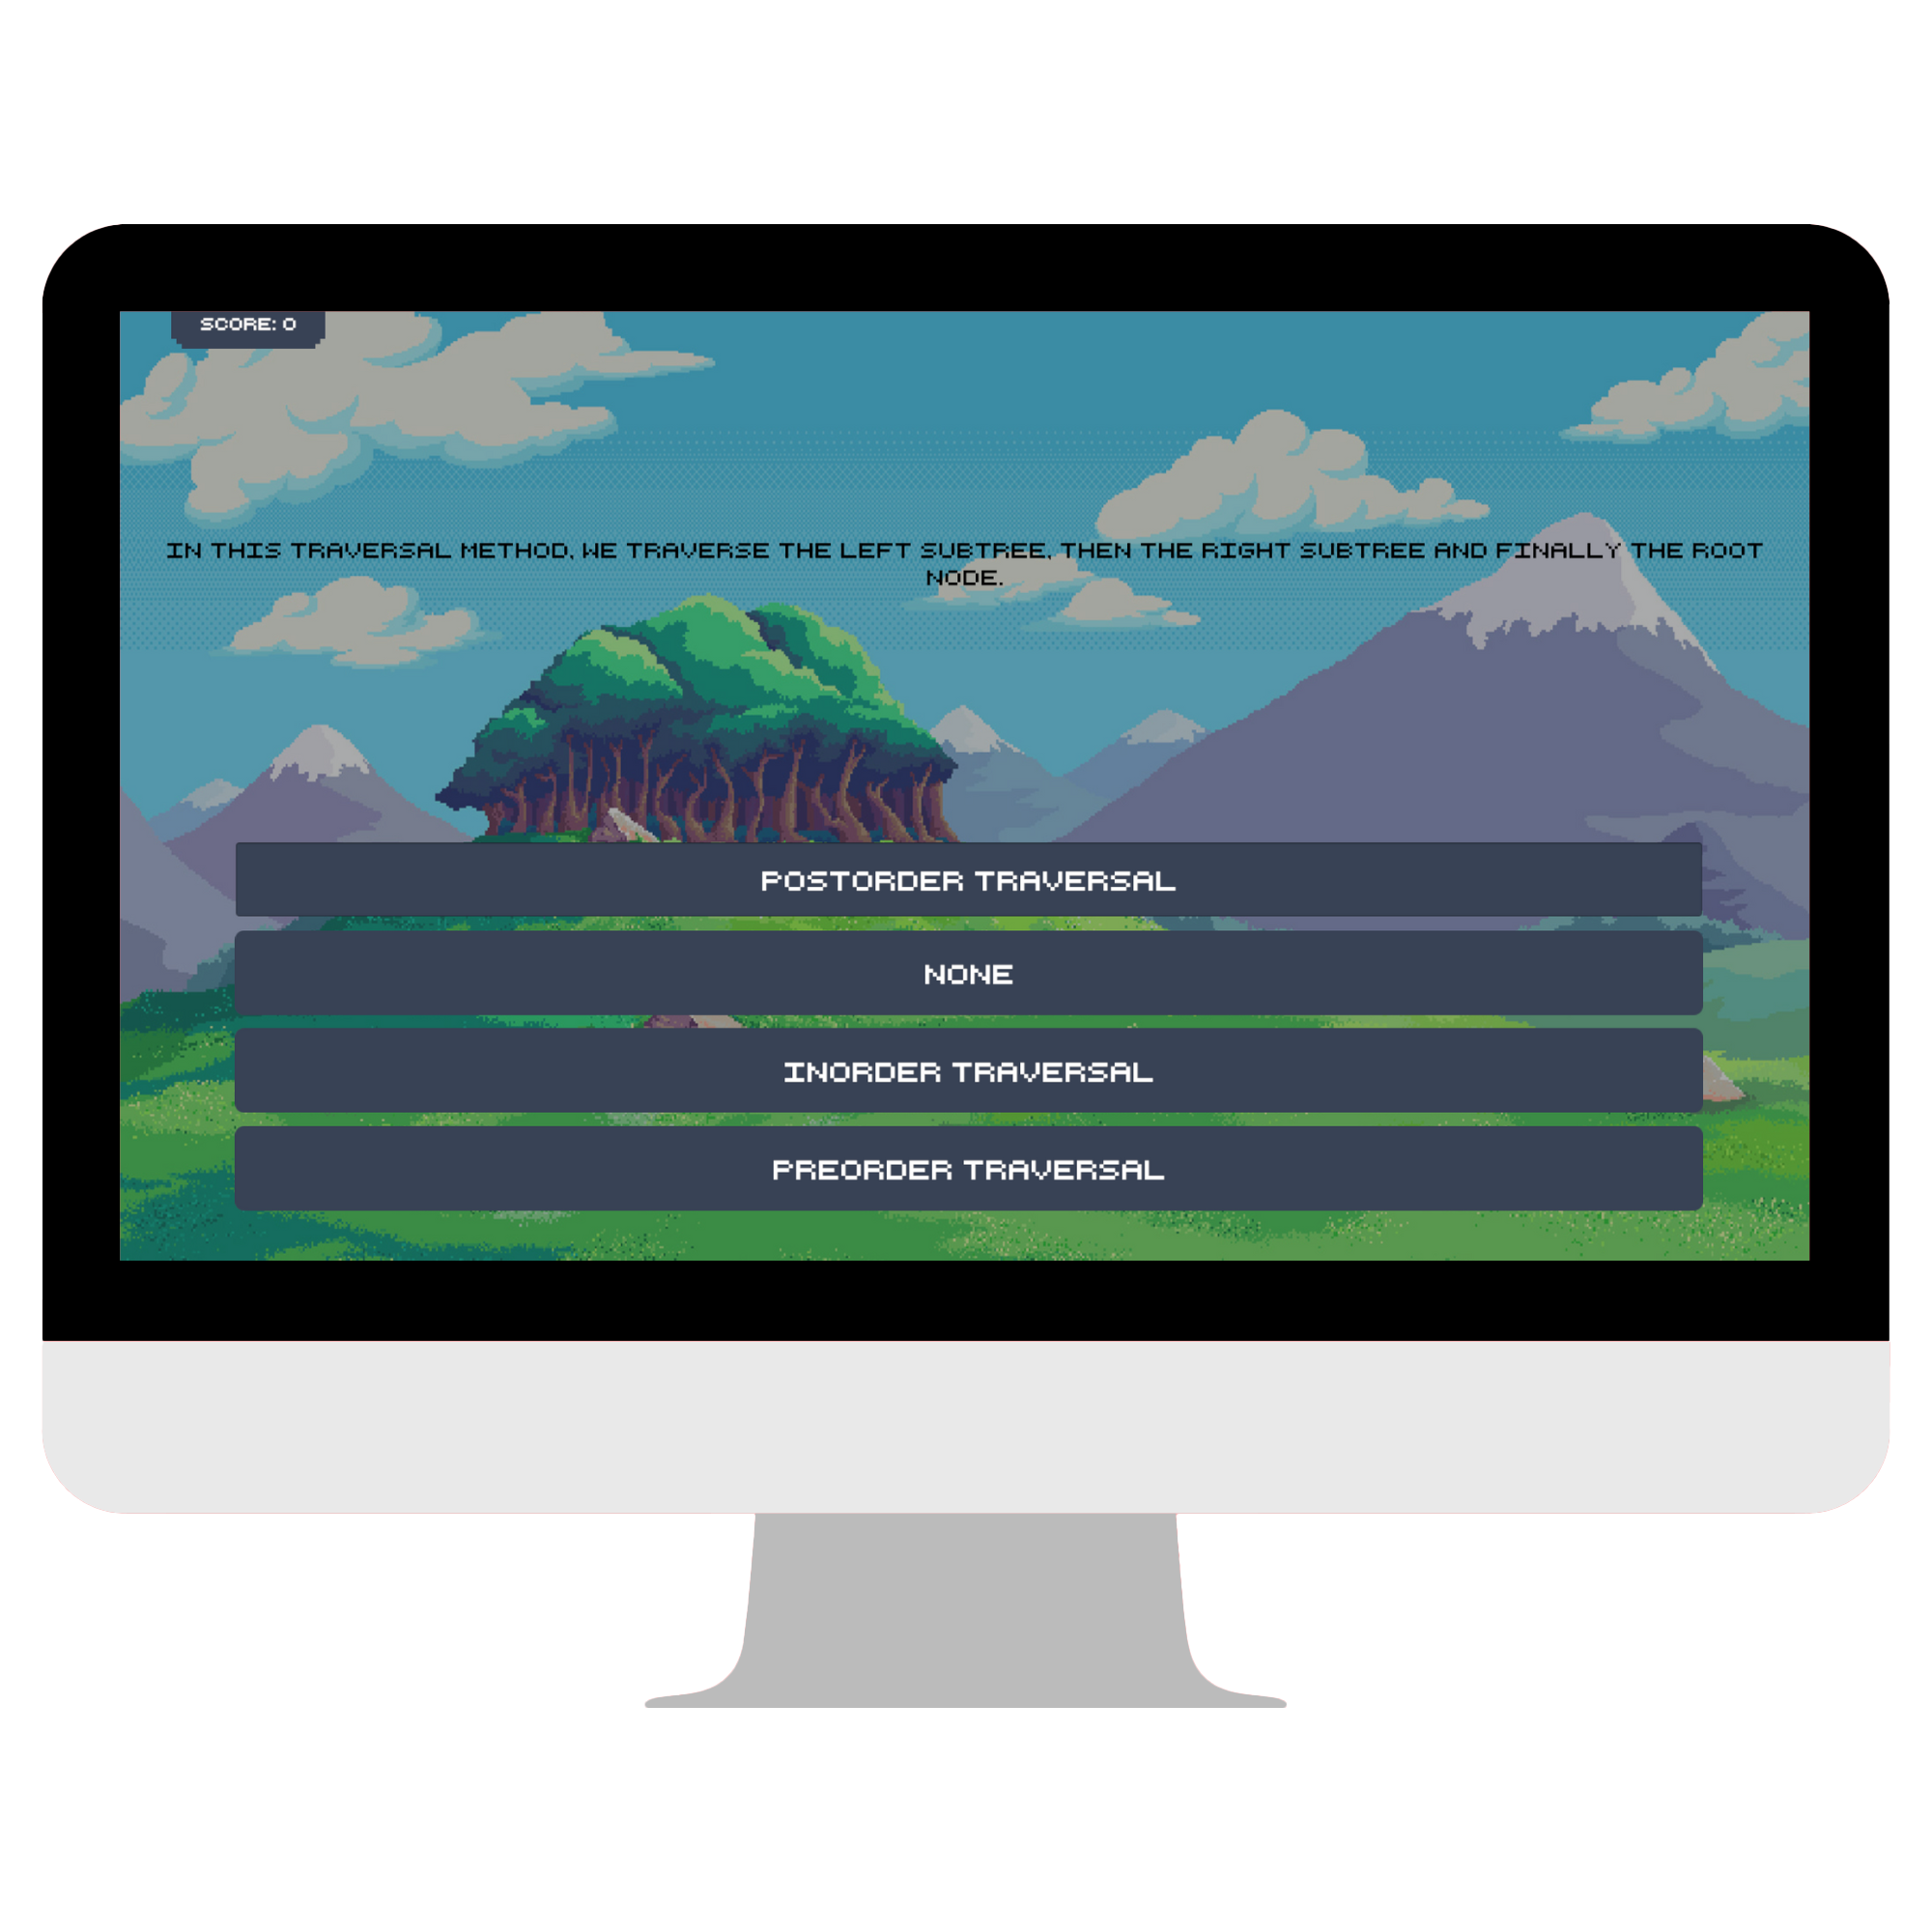 SCORE: 0
IN THIS TRAVERSAL METHOD, WE TRAVERSE THE LEFT SUBTREE, THEN THE RIGHT SUBTREE AND FINALLY THE ROOT
NODE.
POSTORDER TRAVERSAL
NONE
INORDER TRAVERSAL
PREORDER TRAVERSAL